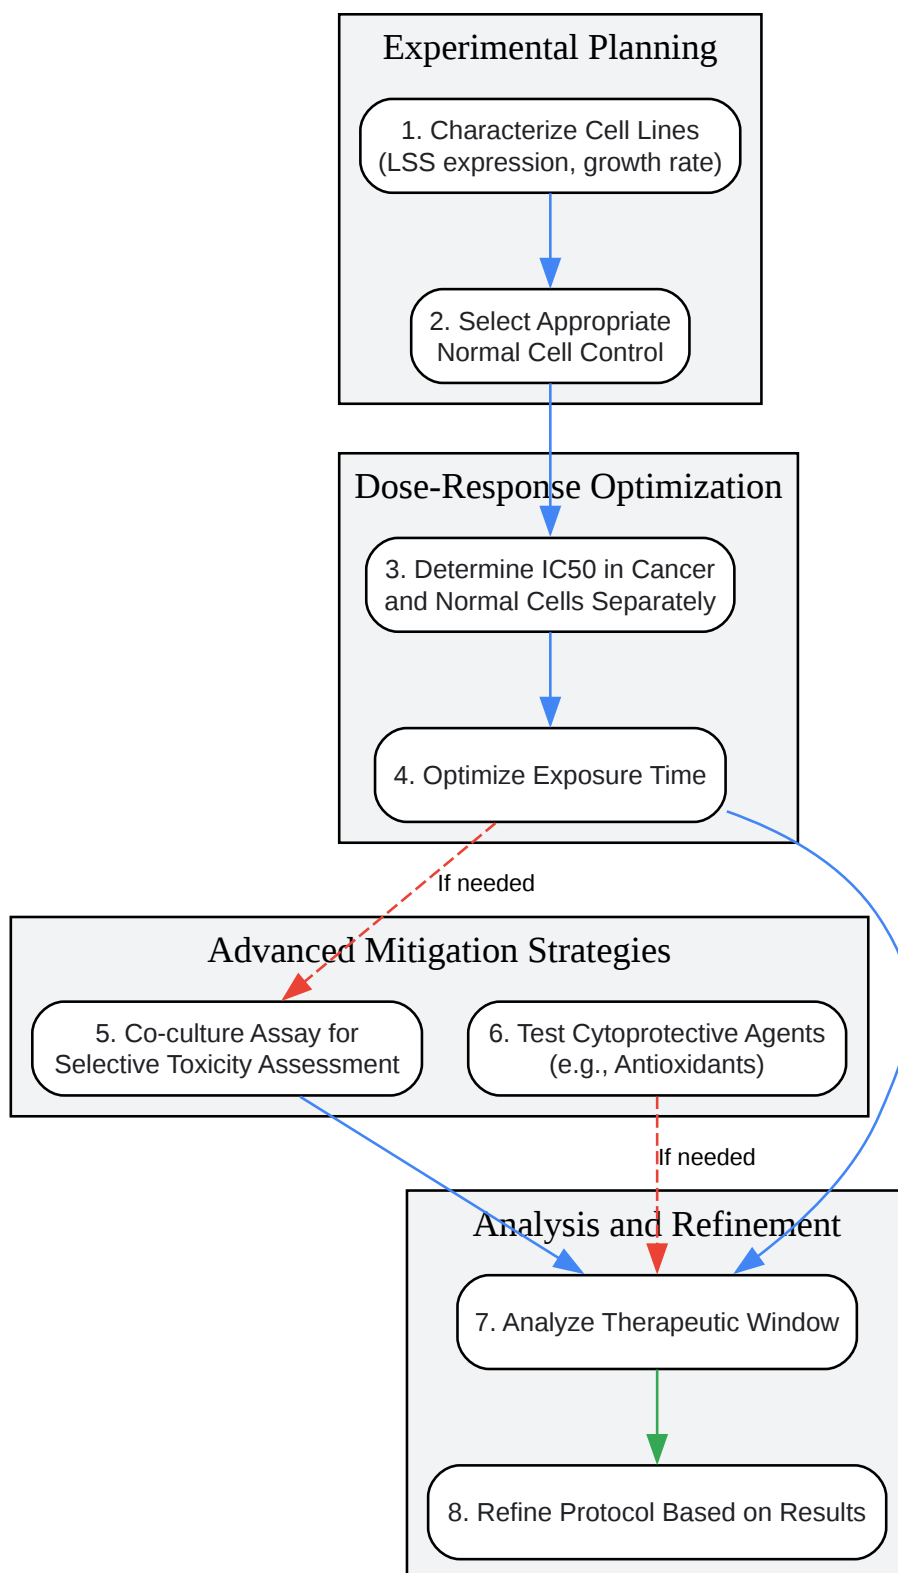 Experimental Planning
1. Characterize Cell Lines
(LSS expression, growth rate)
2. Select Appropriate
Normal Cell Control
Dose-Response Optimization
3. Determine IC50 in Cancer
and Normal Cells Separately
4. Optimize Exposure Time
If needed
Advanced Mitigation Strategies
5. Co-culture Assay for
Selective Toxicity Assessment
6. Test Cytoprotective Agents
(e.g., Antioxidants)
If needed
Analysis and Refinement
7. Analyze Therapeutic Window
8. Refine Protocol Based on Results